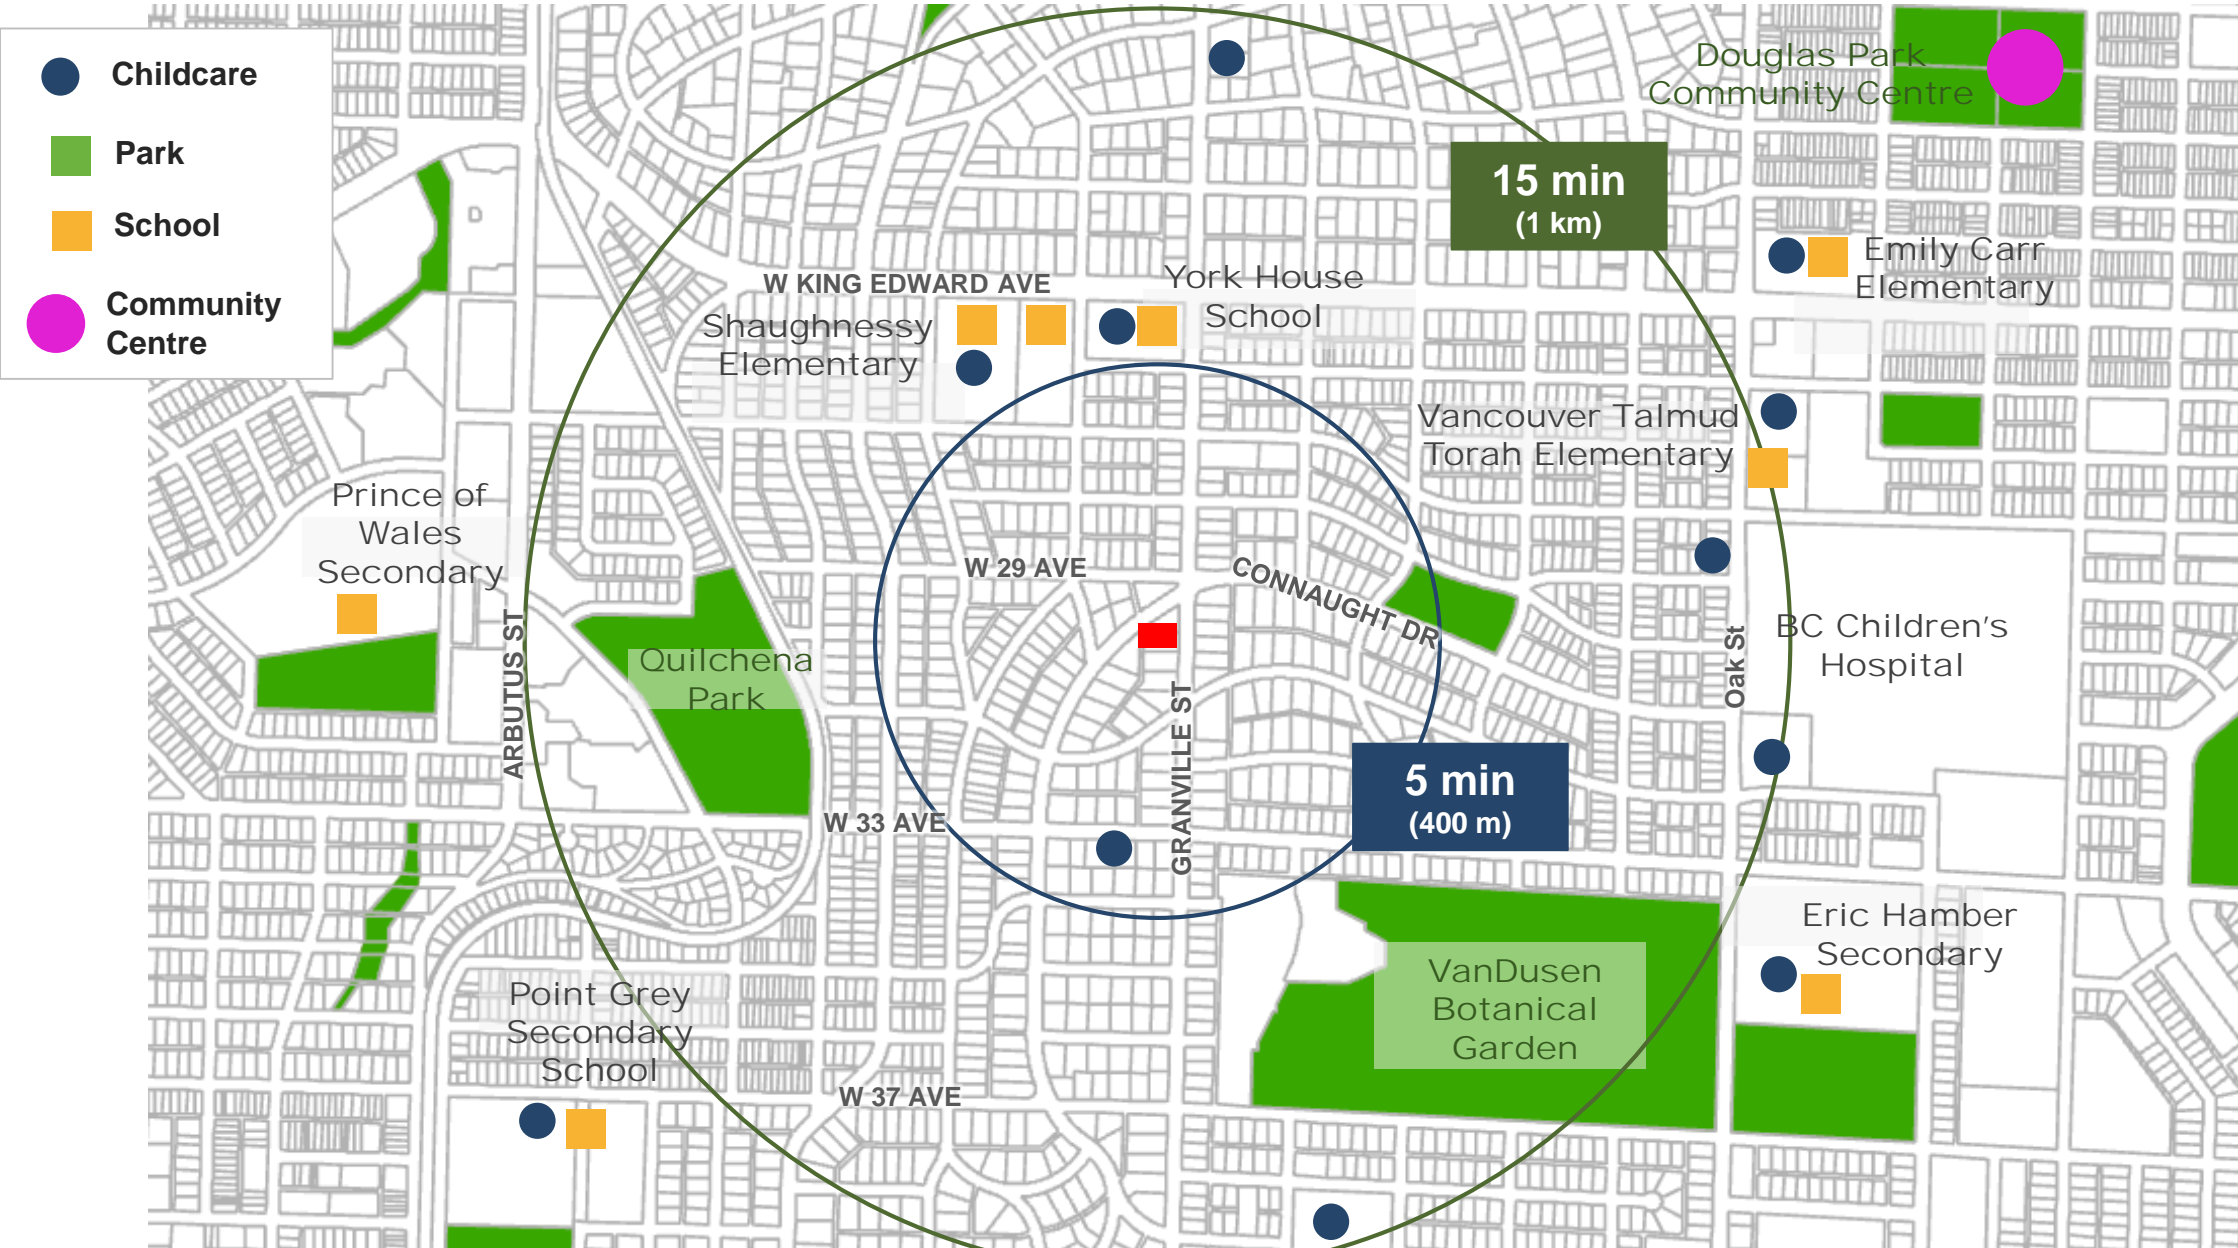 Childcare
Park
School
Community
Centre
Douglas Park
Community Centre
15 min
(1 km)
Emily Carr
Elementary
W KING EDWARD AVE
York House
School
Shaughnessy
Elementary
Vancouver Talmud
Torah Elementary
Prince of
Wales
Secondary
W 29 AVE
CONNAUGHT DR
ARBUTUS ST
Quilchena
Park
Oak St
BC Children's
Hospital
GRANVILLE ST
5 min
(400 m)
W 33 AVE
Eric Hamber
Secondary
VanDusen
Botanical
Garden
Point Grey
Secondary
School
W 37 AVE